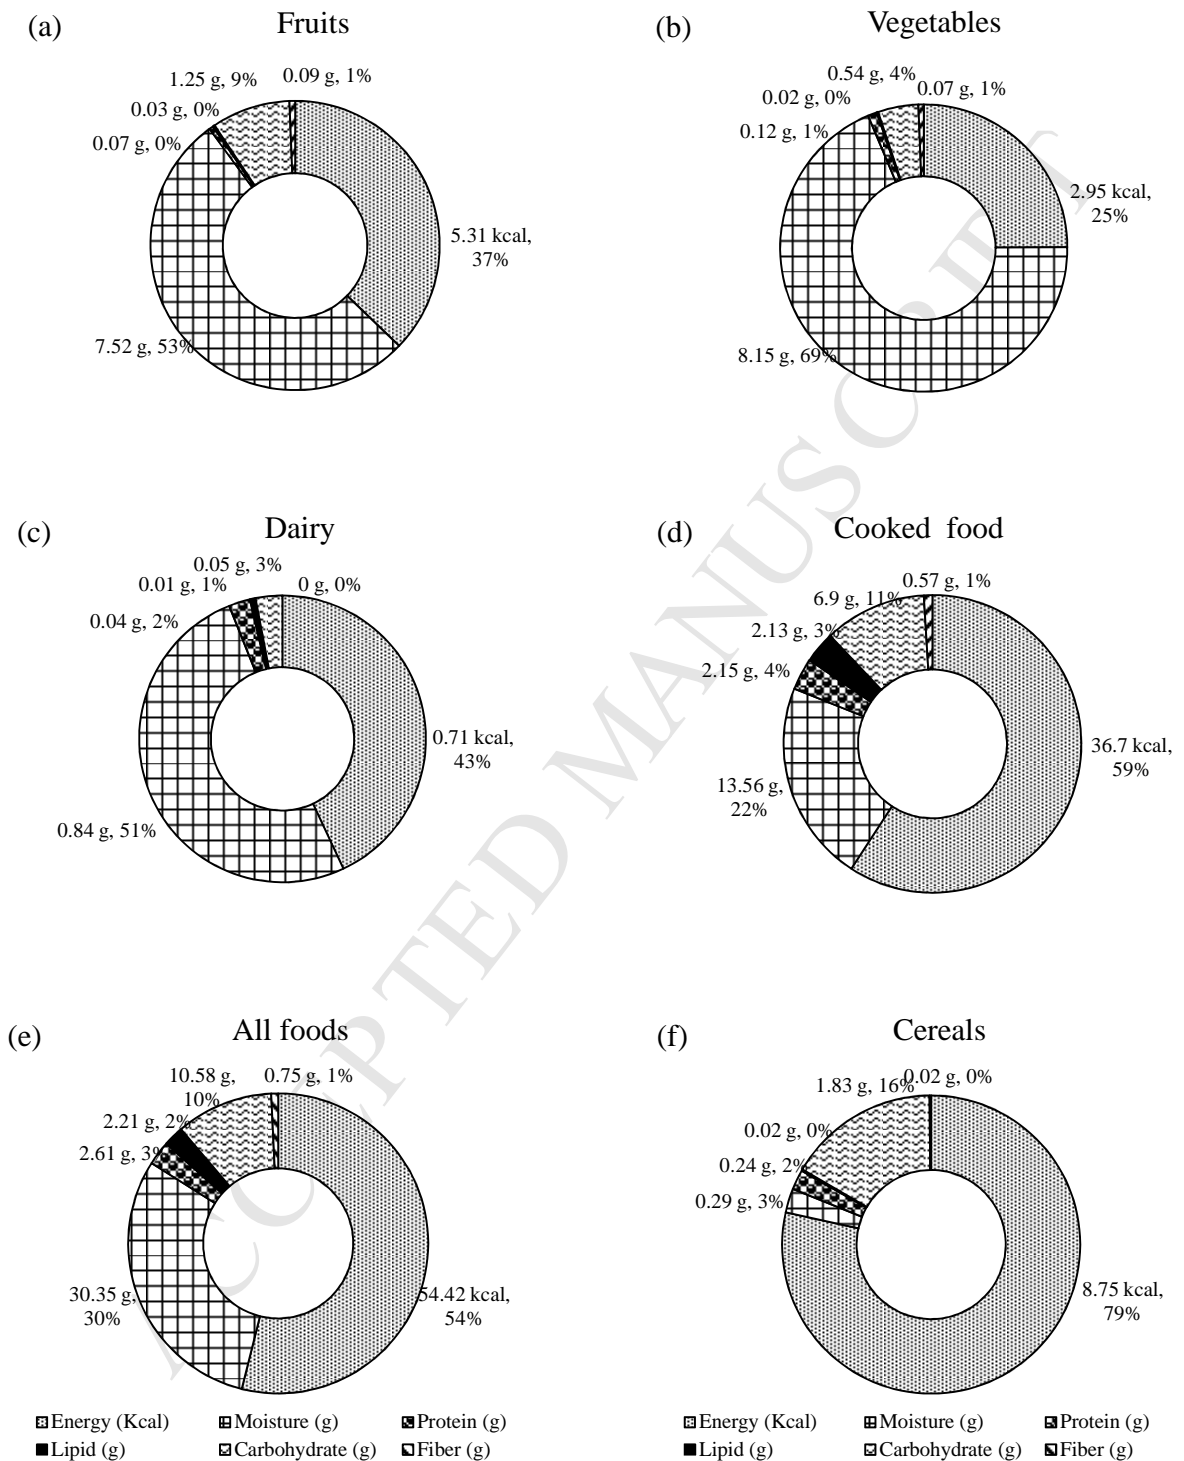 (a)
Fruits
1.25 g, 9%
0.09 g, 1%
0.03 g, 0%
0.07 g, 0%
5.31 kcal,
37%
7.52 g, 53%
(b)
Vegetables
0.54 g, 4%
0.07 g, 1%
0.02 g, 0%
0.12 g, 1%
2.95 kcal,
25%
8.15 g, 69%
(c)
Dairy
0.05 g, 3%
0 g, 0%
0.01 g, 1%
0.04 g, 2%
0.71 kcal,
43%
0.84 g, 51%
(d)
Cooked food
0.57 g, 1%
6.9 g, 11%
2.13 g, 3%
2.15 g, 4%
36.7 kcal,
59%
13.56 g,
22%
(e)
All foods
10.58 g,
10%
0.75 g, 1%
2.21 g, 2%
2.61 g, 3%
30.35 g,
30%
54.42 kcal,
54%
Energy (Kcal) Moisture (g) Protein (g)
Lipid (g) Carbohydrate (g) Fiber (g)
(f)
Cereals
1.83 g, 16%
0.02 g, 0%
0.02 g, 0%
0.24 g, 2%
0.29 g, 3%
8.75 kcal,
79%
Energy (Kcal) Moisture (g) Protein (g)
Lipid (g) Carbohydrate (g) Fiber (g)
ACCEPTED MANUSCRIPT